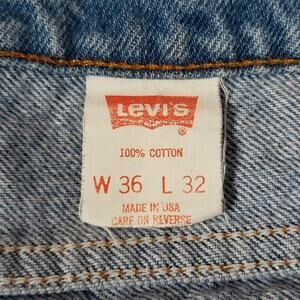 LEVI'S
®
100% COTTON
W 36 L 32
MADE IN USA
CARE ON REVERSE